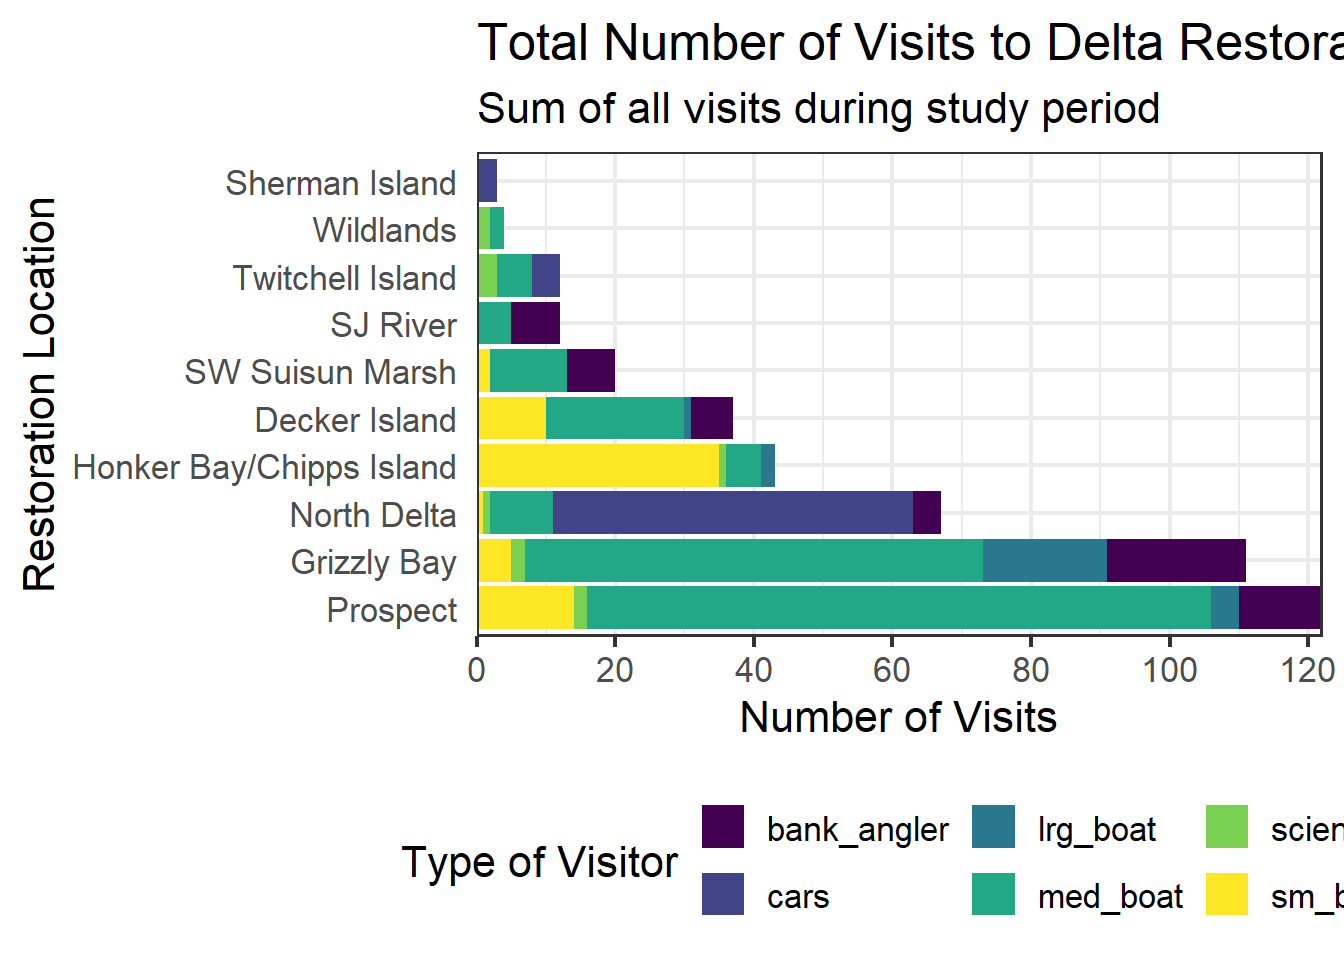 Total Number of Visits to Delta
Sum of all visits during study period
Restoration Location
Sherman Island
Wildlands
Twitchell Island
SJ River
SW Suisun Marsh
Decker Island
Honker Bay/Chipps Island
North Delta
Grizzly Bay
Prospect
0 20 40 60 80 100 120
Number of Visits
Type of Visitor
bank_angler lrg_boat
cars med_boat